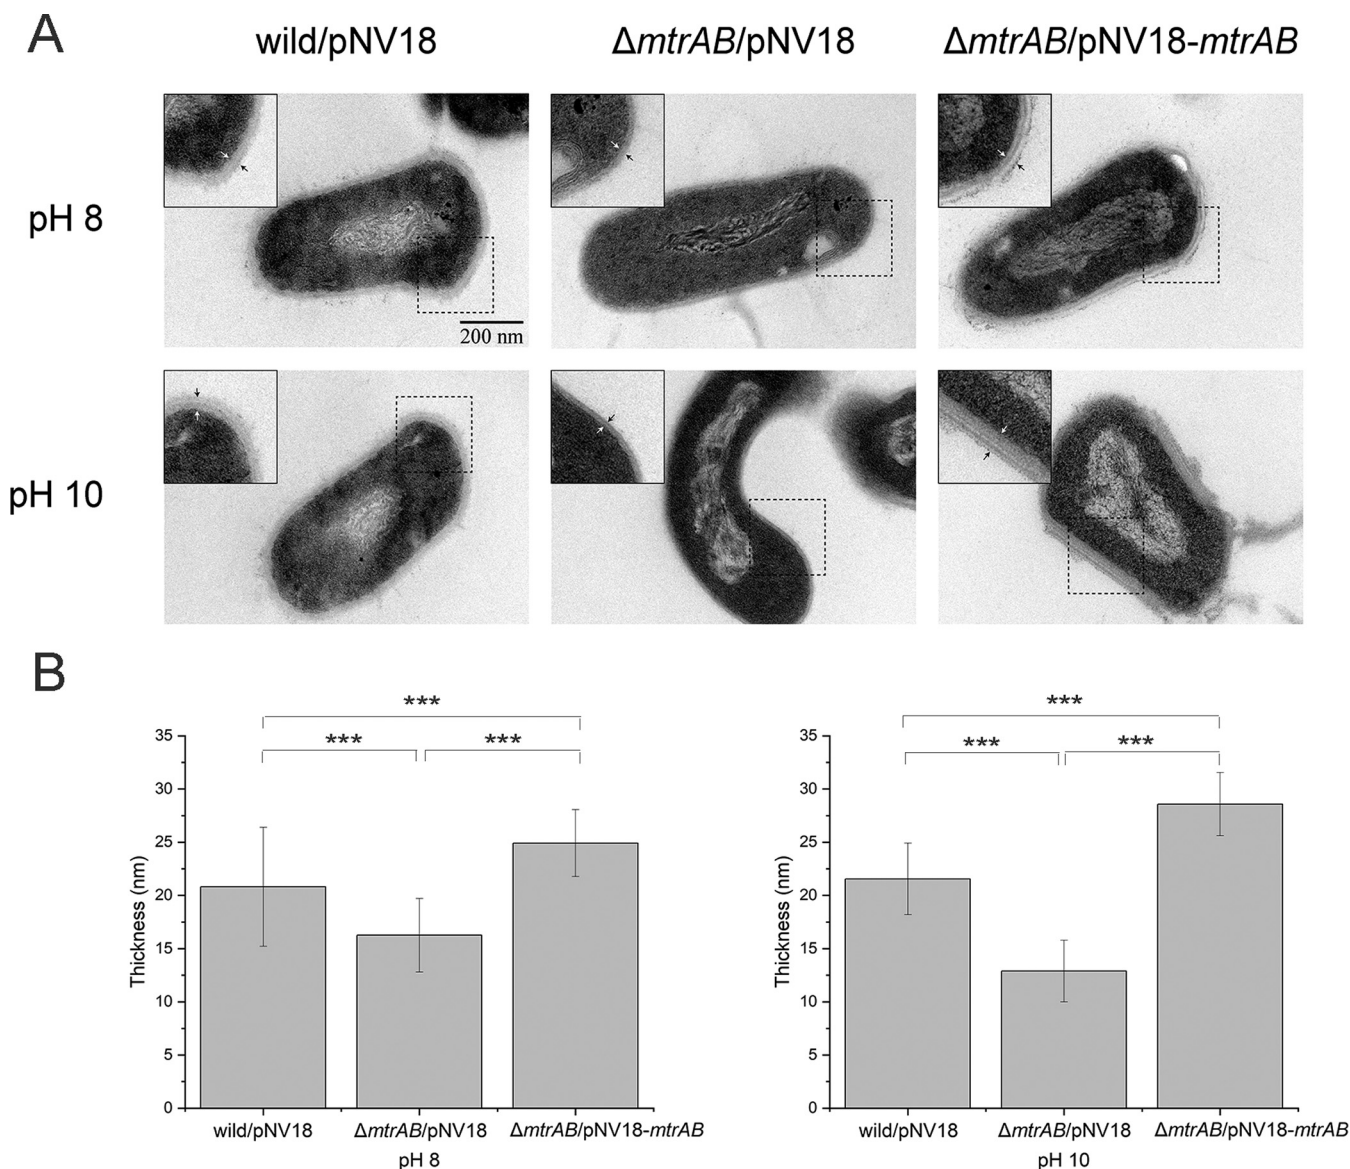 A
wild/pNV18
ΔmtrAB/pNV18
ΔmtrAB/pNV18-mtrAB
pH 8
200 nm
pH 10
B
***
***
***
35
30
25
20
15
10
5
0
Thickness (nm)
wild/pNV18
ΔmtrAB/pNV18
ΔmtrAB/pNV18-mtrAB
pH 8
***
***
***
35
30
25
20
15
10
5
0
Thickness (nm)
wild/pNV18
ΔmtrAB/pNV18
ΔmtrAB/pNV18-mtrAB
pH 10